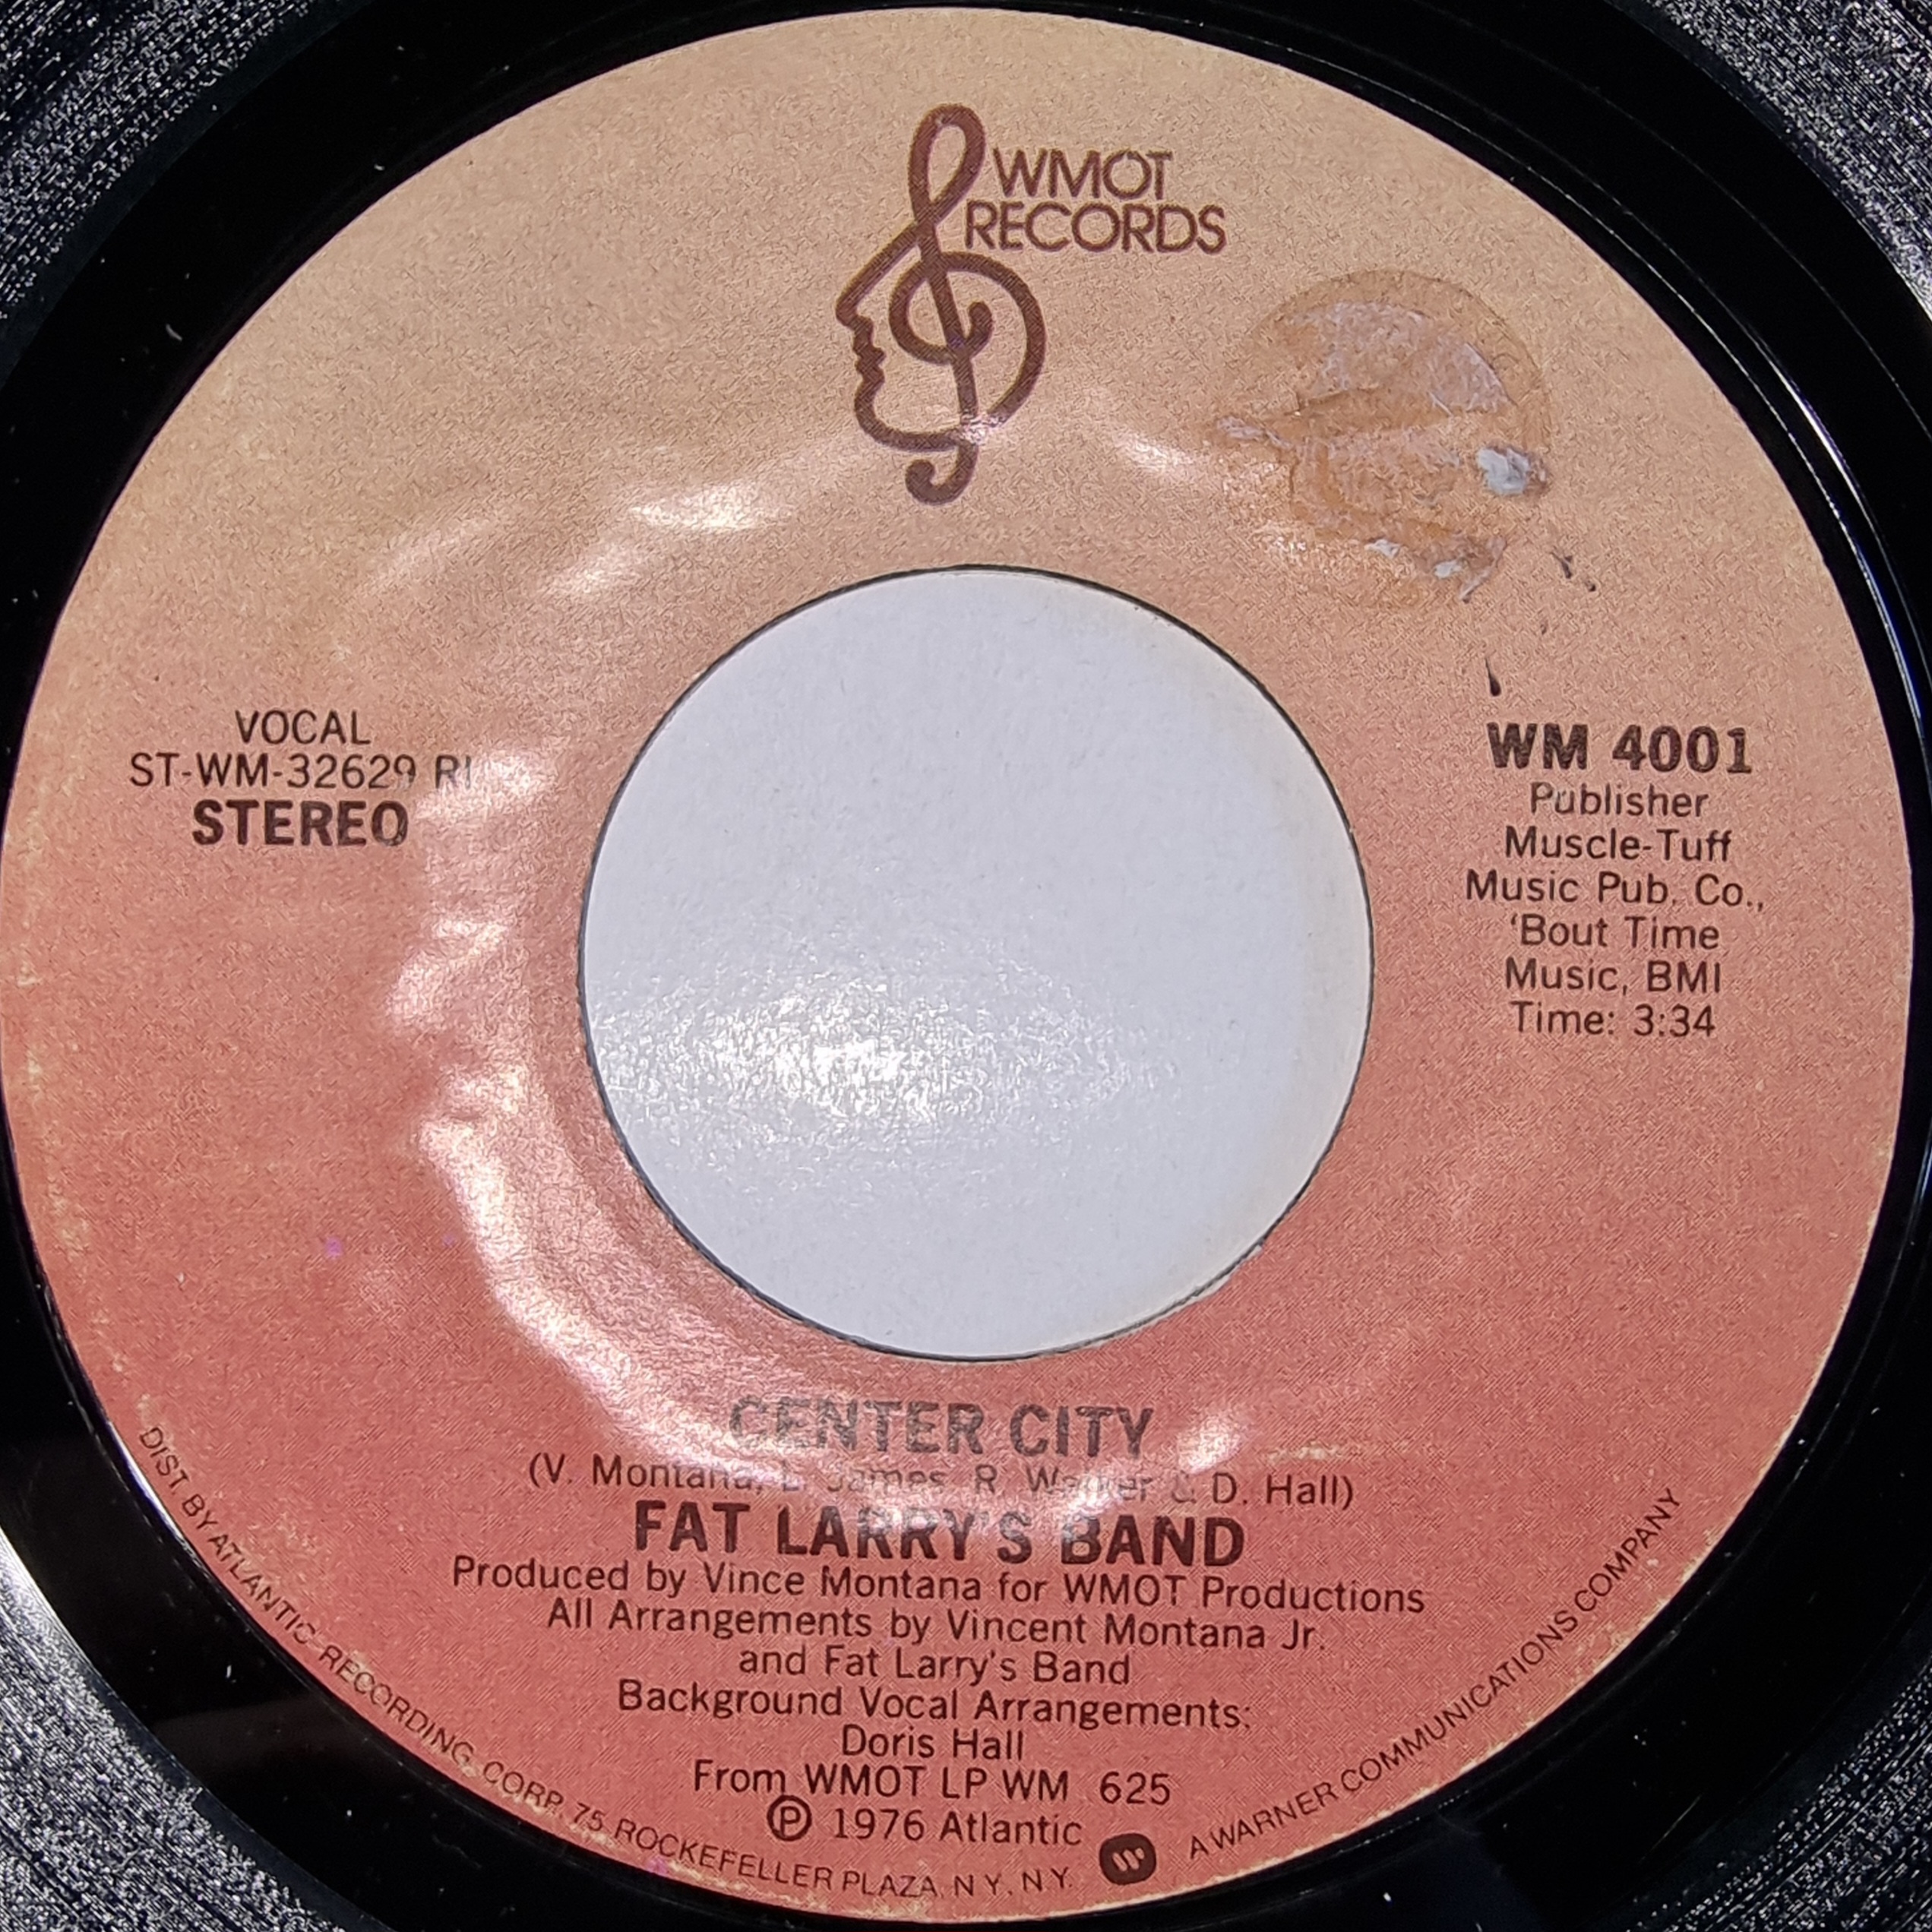 WMOT
RECORDS
VOCAL
ST-WM-32629 RI
STEREO
WM 4001
Publisher
Muscle-Tuff
Music Pub. Co.,
'Bout Time
Music, BMI
Time: 3:34
CENTER CITY
(V. Montana, L. James, R. Walker & D. Hall)
FAT LARRY'S BAND
Produced by Vince Montana for WMOT Productions
All Arrangements by Vincent Montana Jr.
and Fat Larry's Band
Background Vocal Arrangements:
Doris Hall
From WMOT LP WM 625
℗ 1976 Atlantic
DIST. BY ATLANTIC RECORDING CORP. 75 ROCKEFELLER PLAZA, N.Y., N.Y. W A WARNER COMMUNICATIONS COMPANY